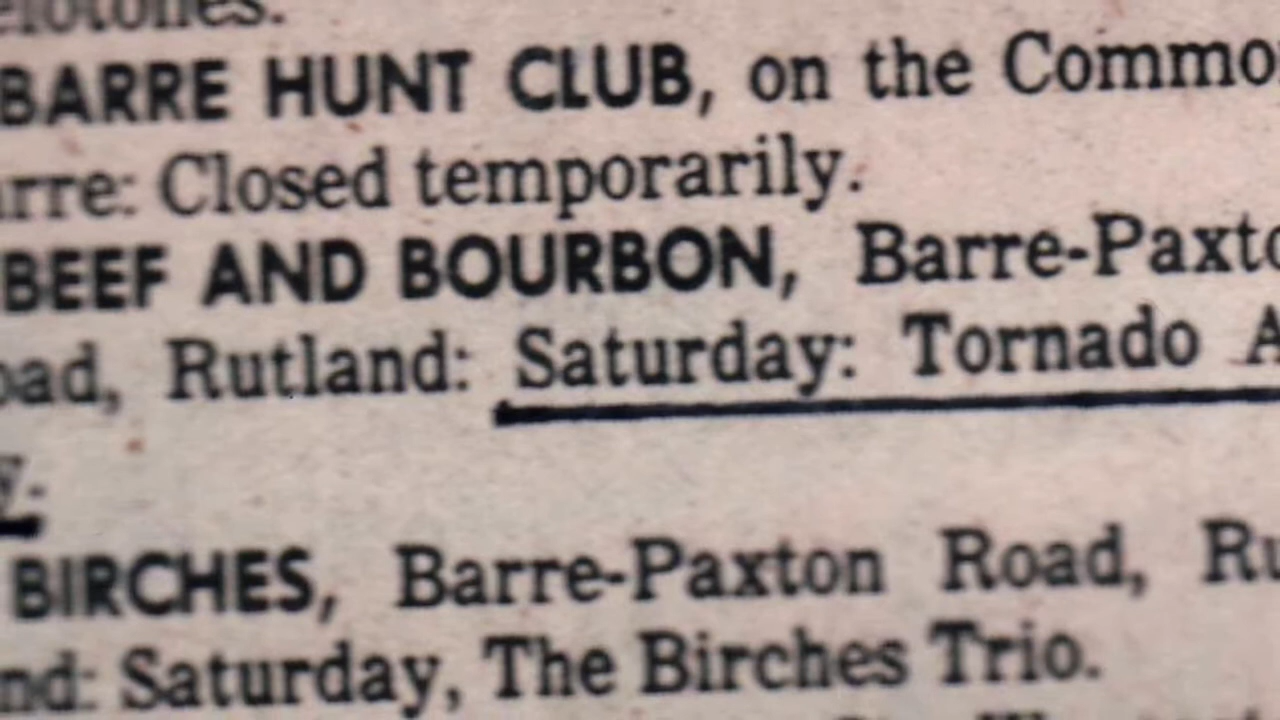 BARRE HUNT CLUB, on the Commo
arre: Closed temporarily.
BEEF AND BOURBON, Barre-Paxto
oad, Rutland: Saturday: Tornado A
y.
BIRCHES, Barre-Paxton Road, Ru
nd: Saturday, The Birches Trio.